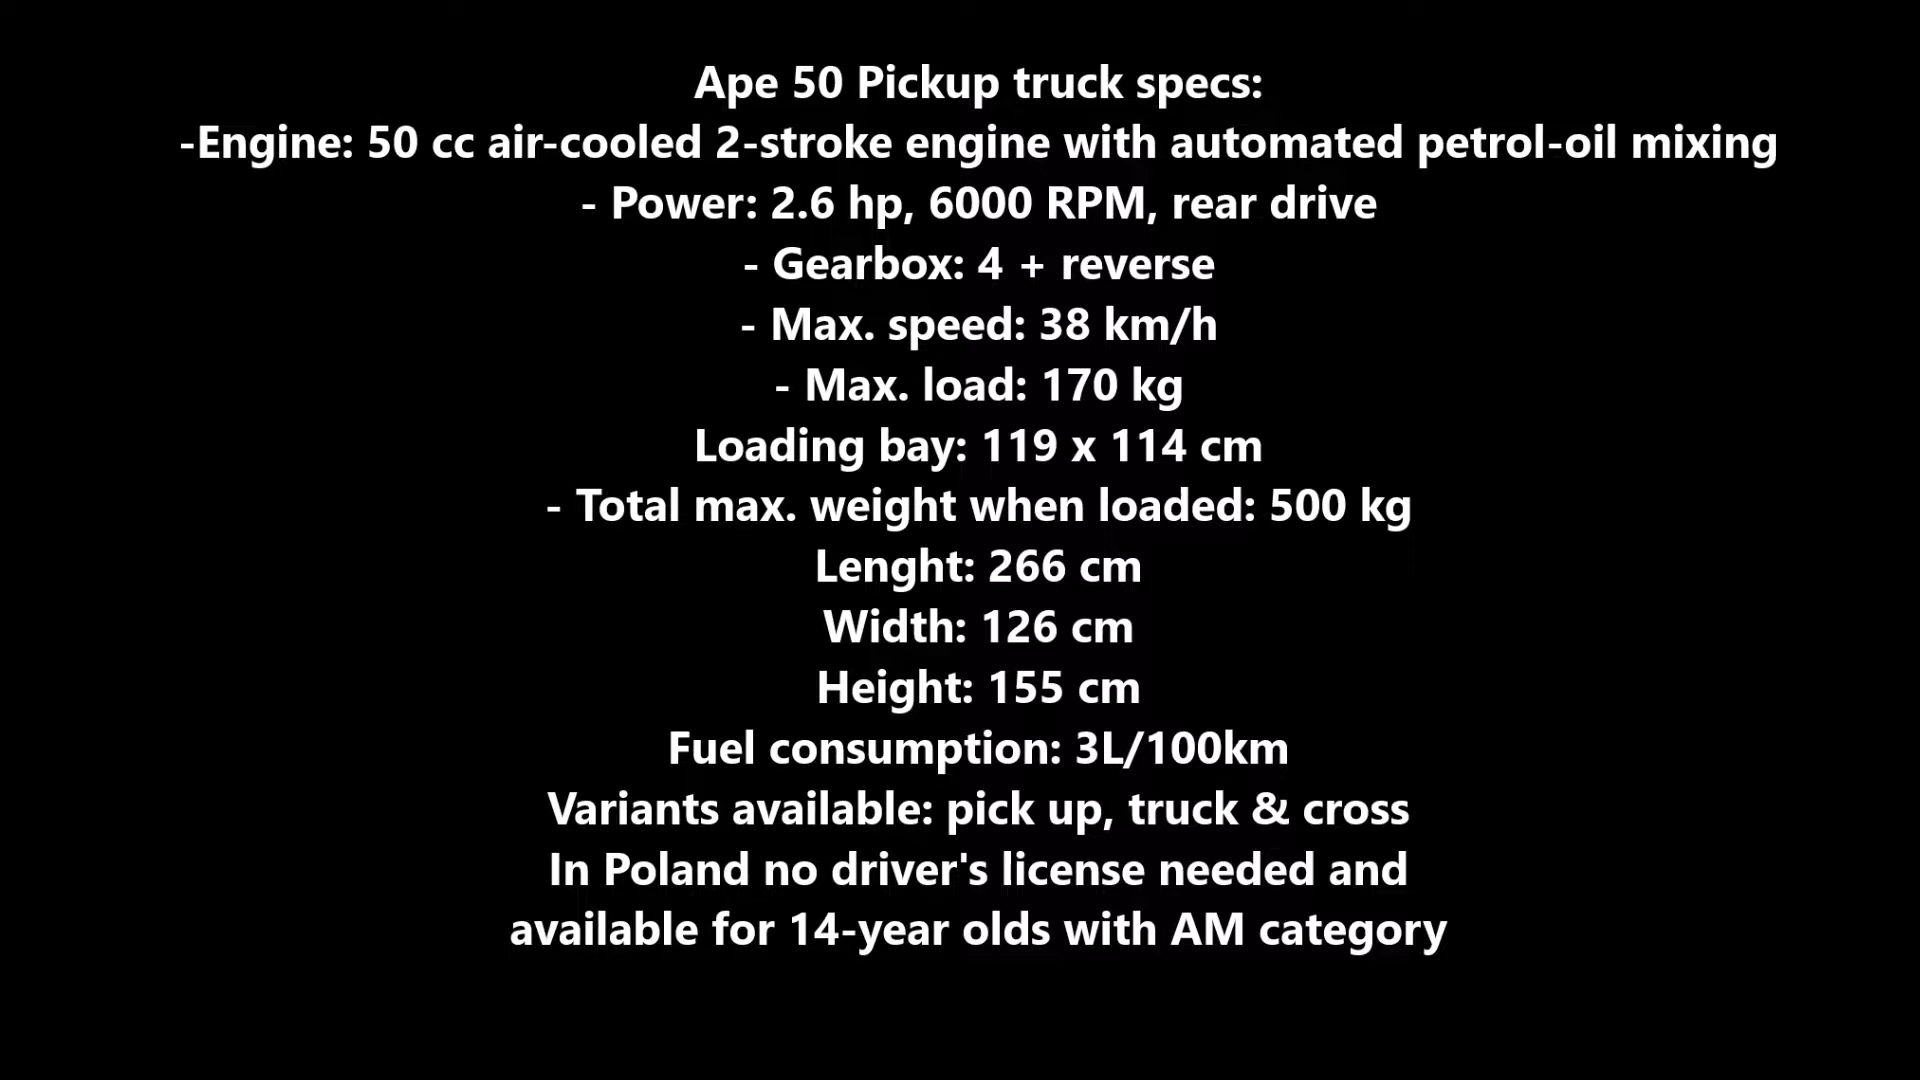 Ape 50 Pickup truck specs:
-Engine: 50 cc air-cooled 2-stroke engine with automated petrol-oil mixing
- Power: 2.6 hp, 6000 RPM, rear drive
- Gearbox: 4 + reverse
- Max. speed: 38 km/h
- Max. load: 170 kg
Loading bay: 119 x 114 cm
- Total max. weight when loaded: 500 kg
Lenght: 266 cm
Width: 126 cm
Height: 155 cm
Fuel consumption: 3L/100km
Variants available: pick up, truck & cross
In Poland no driver's license needed and
available for 14-year olds with AM category